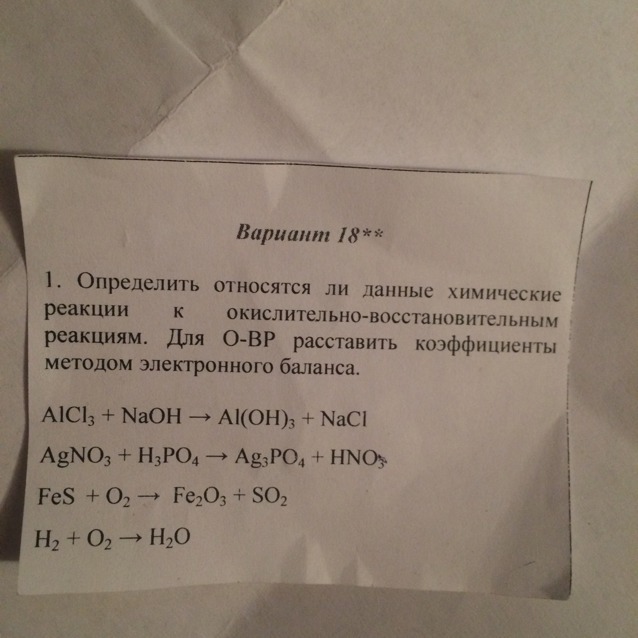 Вариант 18**
1. Определить относятся ли данные химические
реакции к окислительно-восстановительным
реакциям. Для О-ВР расставить коэффициенты
методом электронного баланса.
AlCl₃ + NaOH → Al(OH)₃ + NaCl
AgNO₃ + H₃PO₄ → Ag₃PO₄ + HNO₃
FeS + O₂ → Fe₂O₃ + SO₂
H₂ + O₂ → H₂O